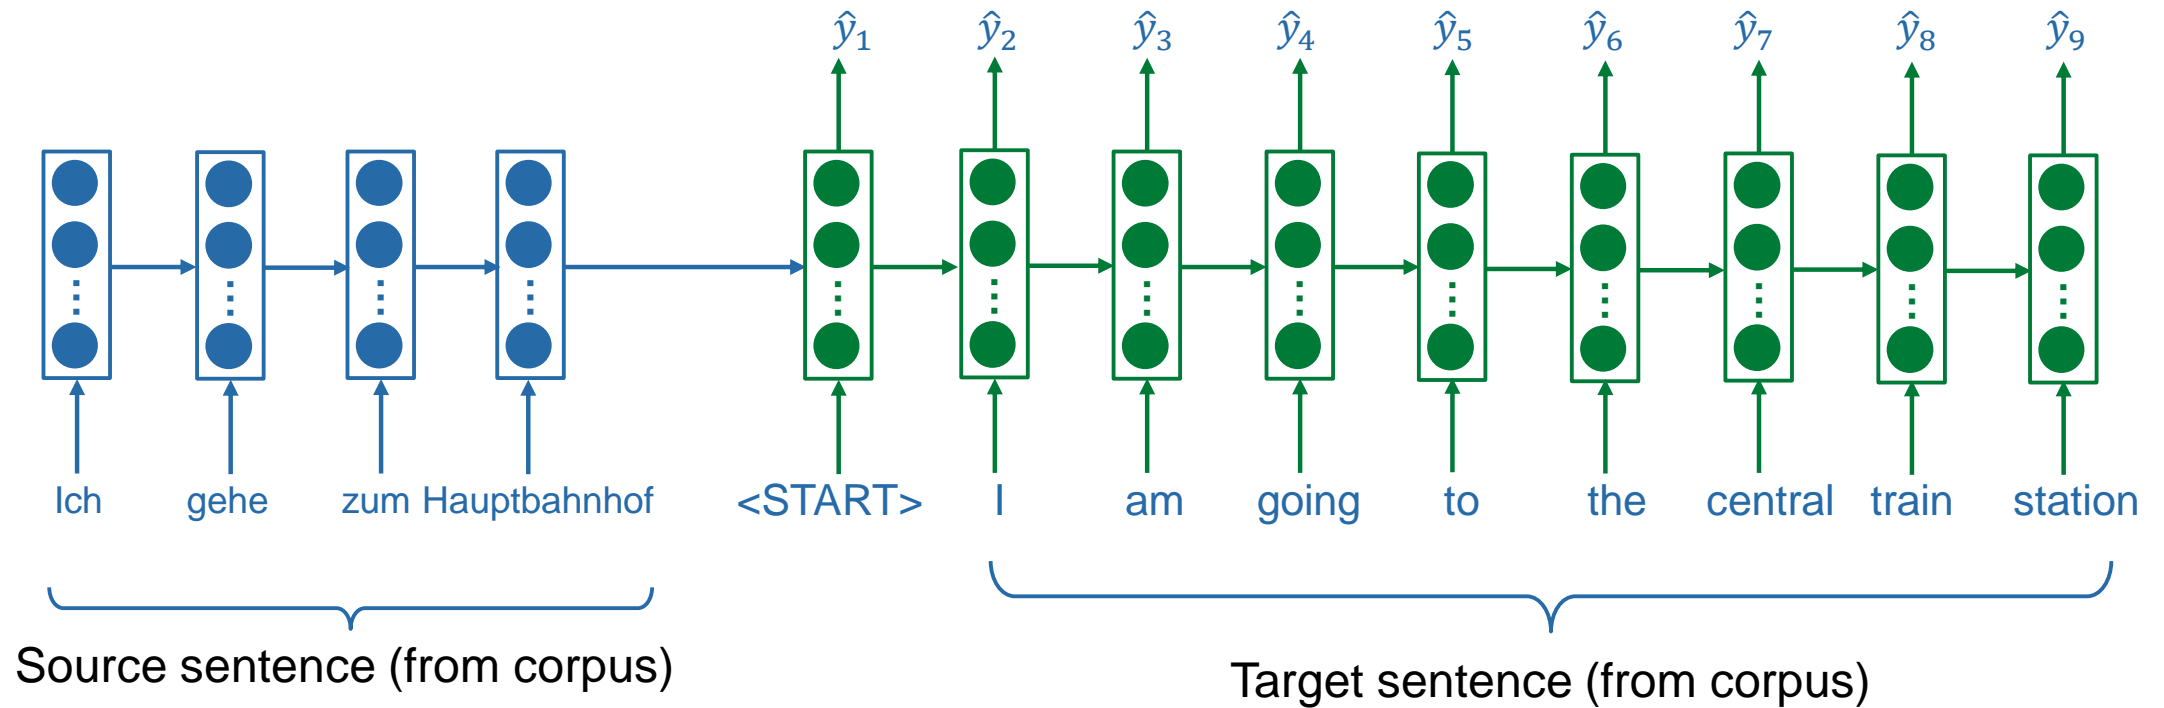 ŷ₁ ŷ₂ ŷ₃ ŷ₄ ŷ₅ ŷ₆ ŷ₇ ŷ₈ ŷ₉
Ich gehe zum Hauptbahnhof <START> I am going to the central train station
Source sentence (from corpus)
Target sentence (from corpus)